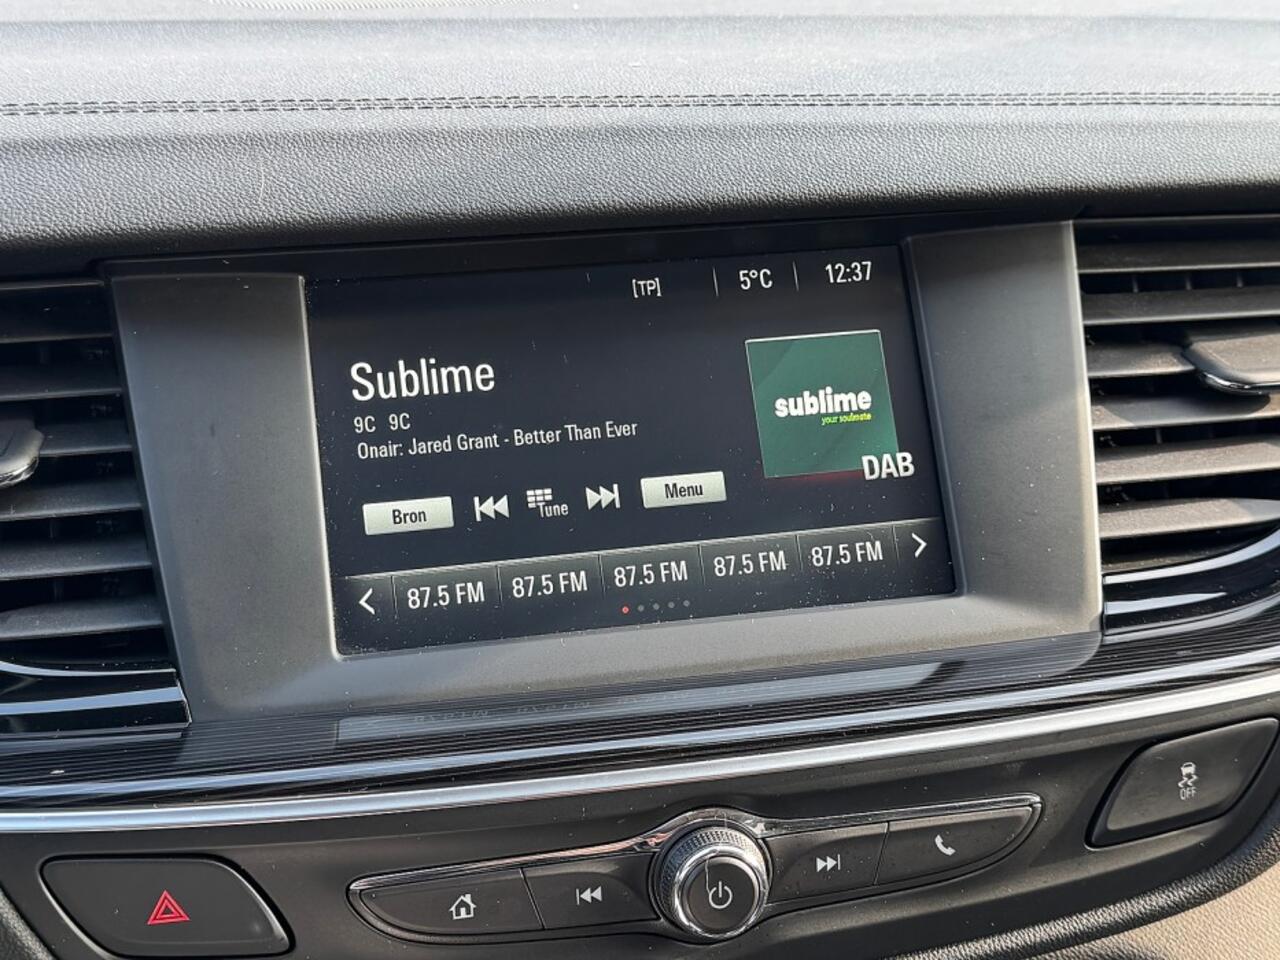 [TP] 5°C 12:37
Sublime
9C 9C
Onair: Jared Grant - Better Than Ever
sublime
your soulmate
DAB
Bron Tune Menu
87.5 FM 87.5 FM 87.5 FM 87.5 FM 87.5 FM
OFF